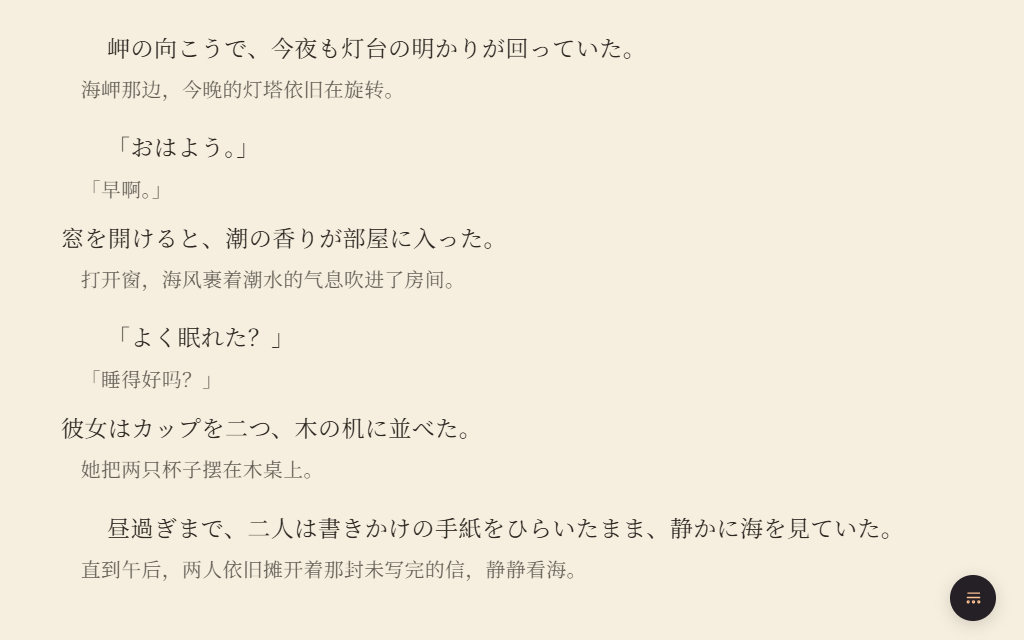 岬の向こうで、今夜も灯台の明かりが回っていた。
海岬那边，今晚的灯塔依旧在旋转。
「おはよう。」
「早啊。」
窓を開けると、潮の香りが部屋に入った。
打开窗，海风裹着潮水的气息吹进了房间。
「よく眠れた？」
「睡得好吗？」
彼女はカップを二つ、木の机に並べた。
她把两只杯子摆在木桌上。
昼過ぎまで、二人は書きかけの手紙をひらいたまま、静かに海を見ていた。
直到午后，两人依旧摊开着那封未写完的信，静静看海。